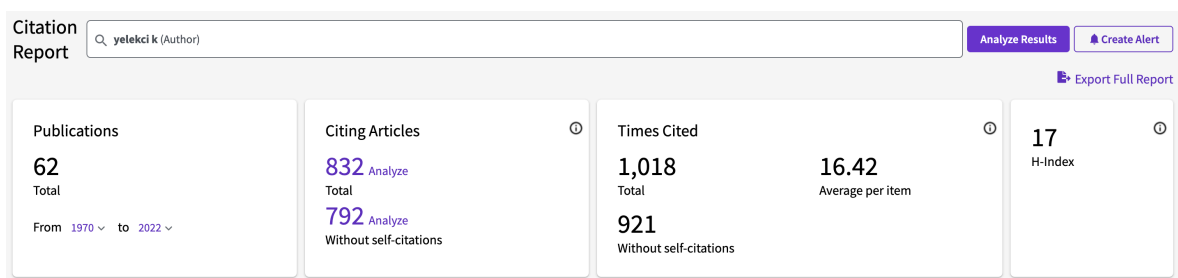 Citation Report
yelekci k (Author)
Analyze Results
Create Alert
Export Full Report
Publications
62
Total
From 1970 to 2022
Citing Articles
832 Analyze
Total
792 Analyze
Without self-citations
Times Cited
1,018
Total
921
Without self-citations
16.42
Average per item
17
H-Index